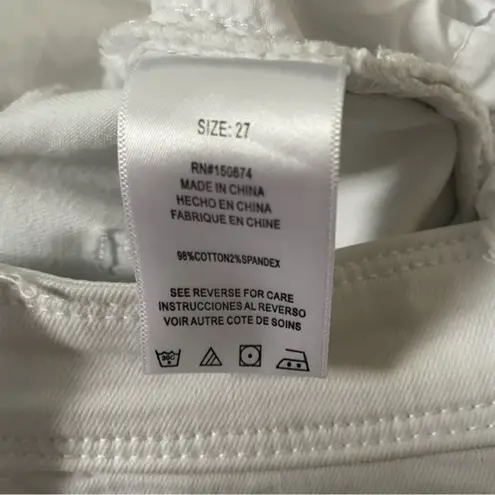 SIZE: 27
RN#150874
MADE IN CHINA
HECHO EN CHINA
FABRIQUE EN CHINE
98%COTTON2%SPANDEX
SEE REVERSE FOR CARE
INSTRUCCIONES AL REVERSO
VOIR AUTRE COTE DE SOINS